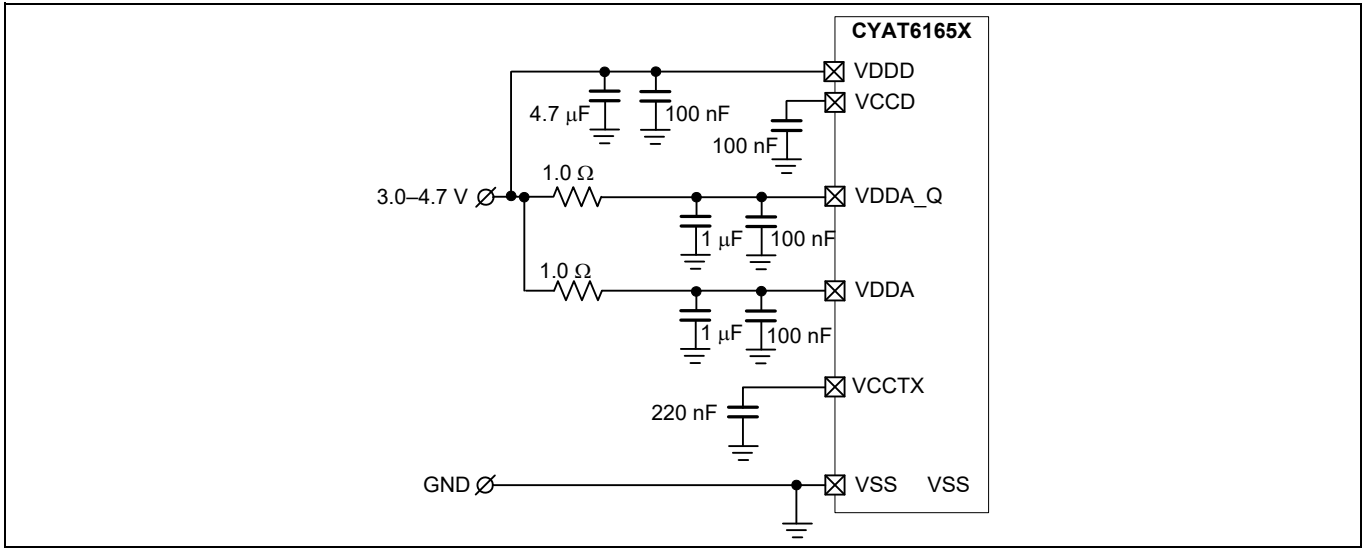 CYAT6165X
VDDD
VCCD
4.7 μF
100 nF
100 nF
1.0 Ω
3.0–4.7 V
VDDA_Q
1 μF
100 nF
1.0 Ω
VDDA
1 μF
100 nF
VCCTX
220 nF
GND
VSS VSS